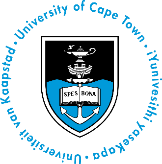 University of Cape Town · iYunivesithi yaseKapa · Universiteit van Kaapstad ·
SPES BONA